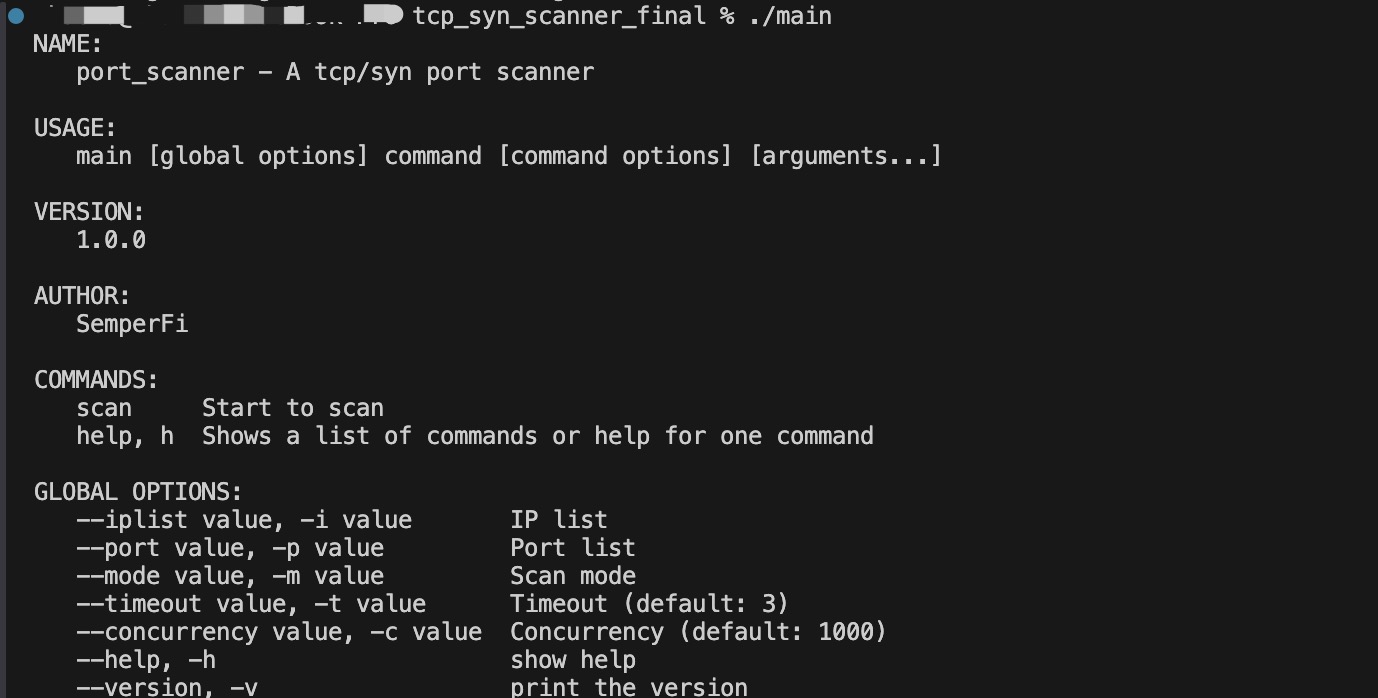 tcp_syn_scanner_final % ./main
NAME:
port_scanner - A tcp/syn port scanner
USAGE:
main [global options] command [command options] [arguments...]
VERSION:
1.0.0
AUTHOR:
SemperFi
COMMANDS:
scan Start to scan
help, h Shows a list of commands or help for one command
GLOBAL OPTIONS:
--iplist value, -i value IP list
--port value, -p value Port list
--mode value, -m value Scan mode
--timeout value, -t value Timeout (default: 3)
--concurrency value, -c value Concurrency (default: 1000)
--help, -h show help
--version, -v print the version